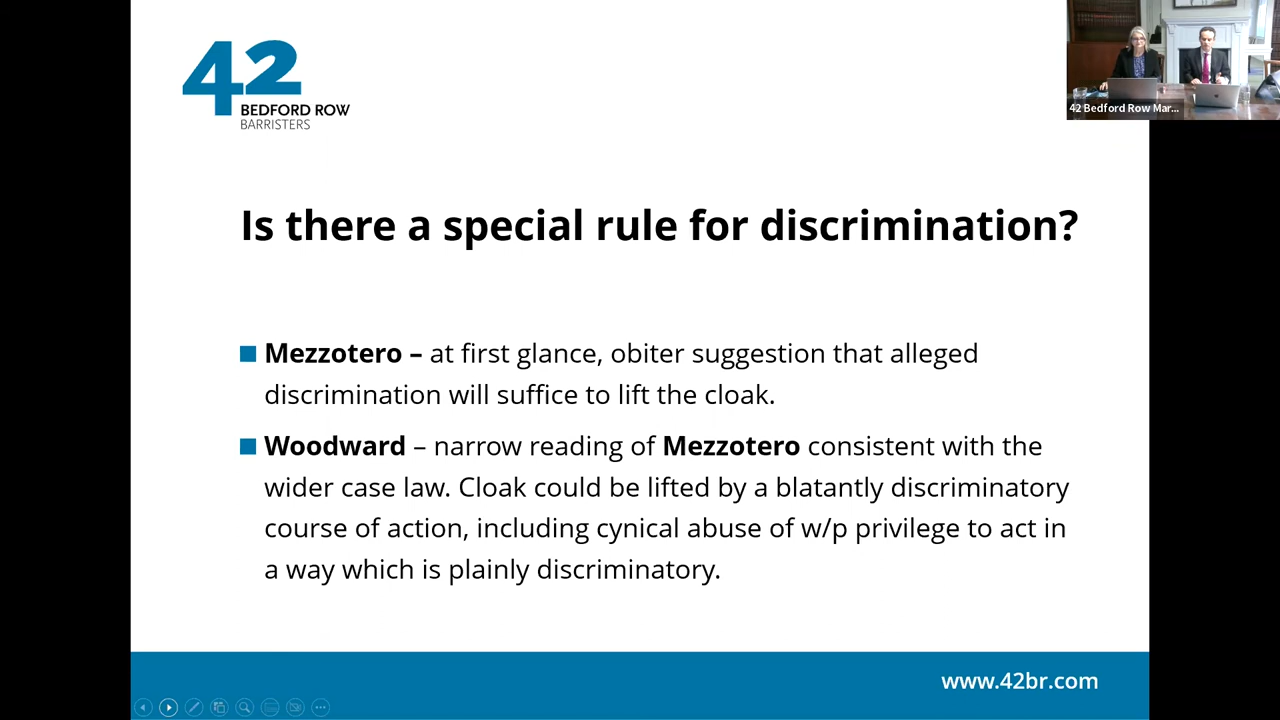 42
BEDFORD ROW
BARRISTERS
42 Bedford Row Mar...
Is there a special rule for discrimination?
Mezzotero – at first glance, obiter suggestion that alleged
discrimination will suffice to lift the cloak.
Woodward – narrow reading of Mezzotero consistent with the
wider case law. Cloak could be lifted by a blatantly discriminatory
course of action, including cynical abuse of w/p privilege to act in
a way which is plainly discriminatory.
www.42br.com